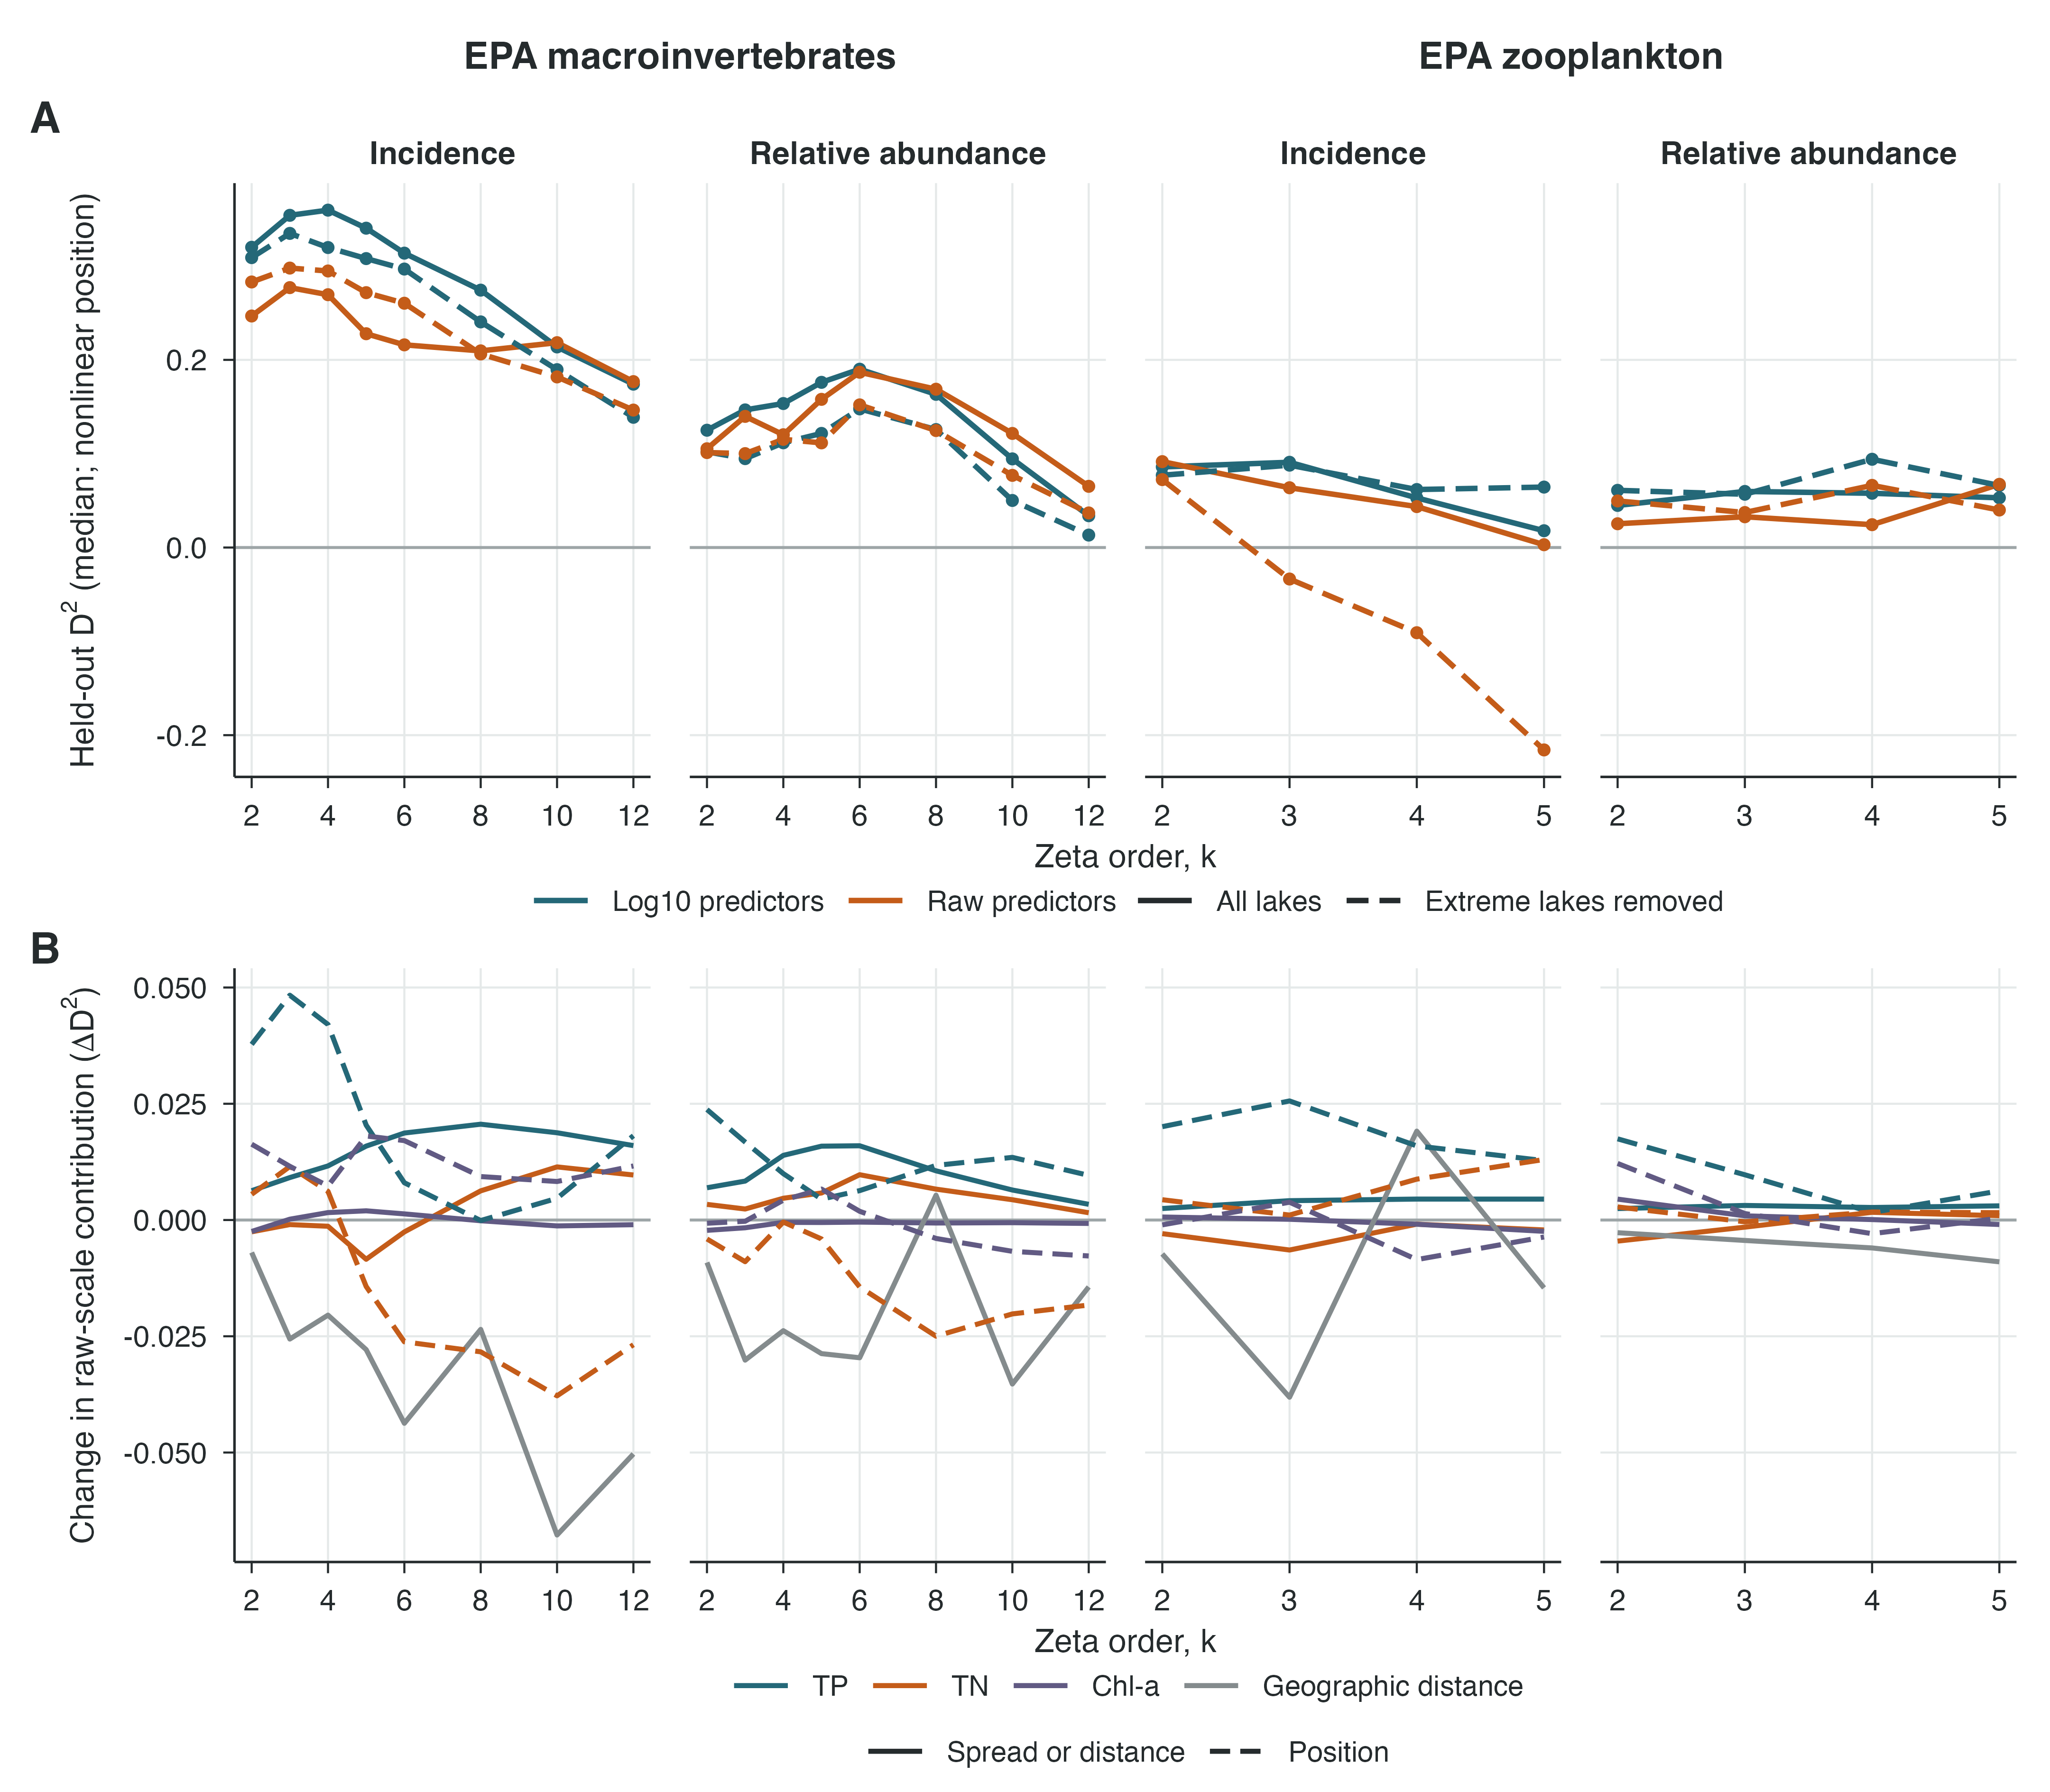 EPA macroinvertebrates EPA zooplankton
A
Incidence Relative abundance Incidence Relative abundance
Held-out D² (median; nonlinear position)
0.2
0.0
-0.2
2 4 6 8 10 12 2 4 6 8 10 12 2 3 4 5 2 3 4 5
Zeta order, k
Log10 predictors Raw predictors All lakes Extreme lakes removed
B
Change in raw-scale contribution (ΔD²)
0.050
0.025
0.000
-0.025
-0.050
2 4 6 8 10 12 2 4 6 8 10 12 2 3 4 5 2 3 4 5
Zeta order, k
TP TN Chl-a Geographic distance
Spread or distance Position